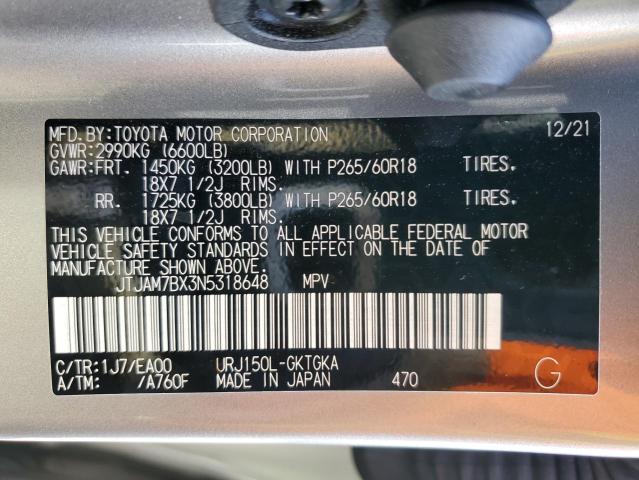 MFD. BY: TOYOTA MOTOR CORPORATION 12/21
GVWR: 2990KG (6600LB)
GAWR: FRT. 1450KG (3200LB) WITH P265/60R18 TIRES.
18X7 1/2J RIMS.
RR. 1725KG (3800LB) WITH P265/60R18 TIRES.
18X7 1/2J RIMS.
THIS VEHICLE CONFORMS TO ALL APPLICABLE FEDERAL MOTOR
VEHICLE SAFETY STANDARDS IN EFFECT ON THE DATE OF
MANUFACTURE SHOWN ABOVE.
JTJAM7BX3N5318648 MPV
C/TR: 1J7/EA00 URJ150L-GKTGKA
A/TM: /A760F MADE IN JAPAN 470 G